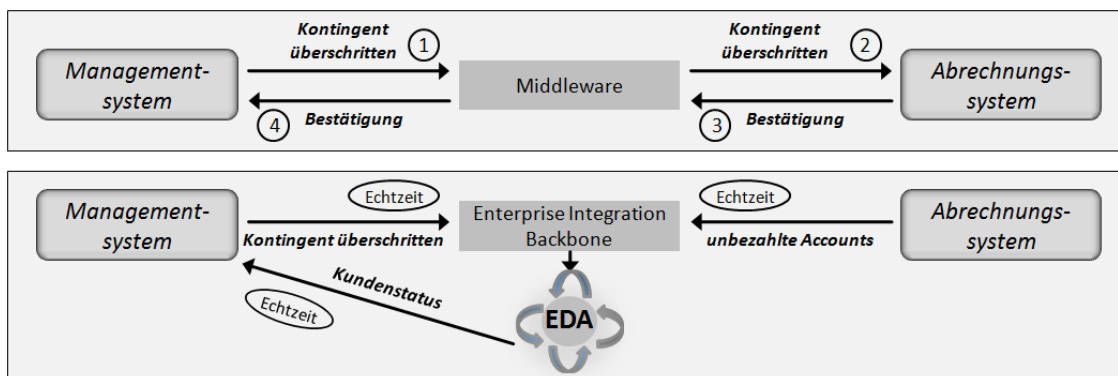 Kontingent
überschritten
1
Kontingent
überschritten
2
Management-
system
Middleware
Abrechnungs-
system
4
Bestätigung
3
Bestätigung
Management-
system
Echtzeit
Kontingent überschritten
Enterprise Integration
Backbone
Echtzeit
unbezahlte Accounts
Abrechnungs-
system
Kundenstatus
Echtzeit
EDA